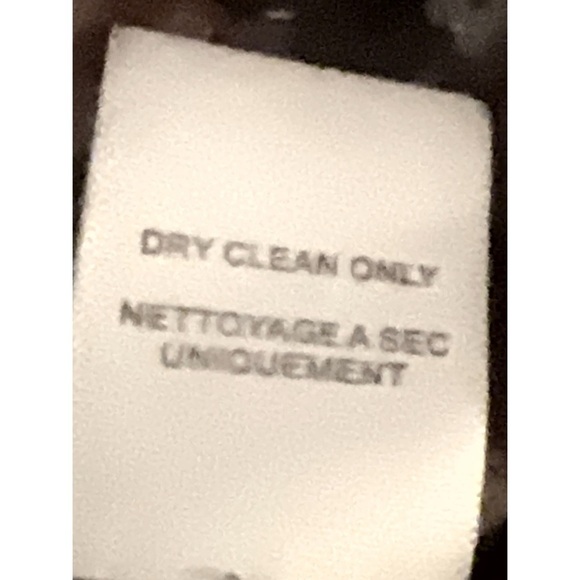 DRY CLEAN ONLY
NETTOYAGE A SEC
UNIQUEMENT